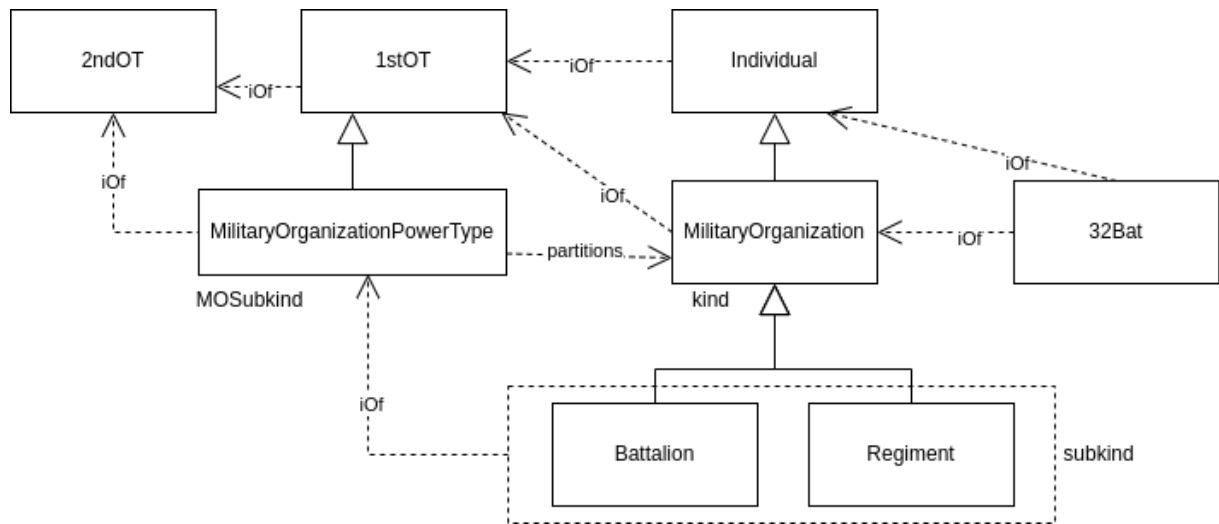 2ndOT
1stOT
Individual
iOf
iOf
iOf
iOf
iOf
MilitaryOrganizationPowerType
MilitaryOrganization
32Bat
partitions
iOf
MOSubkind
kind
iOf
Battalion
Regiment
subkind